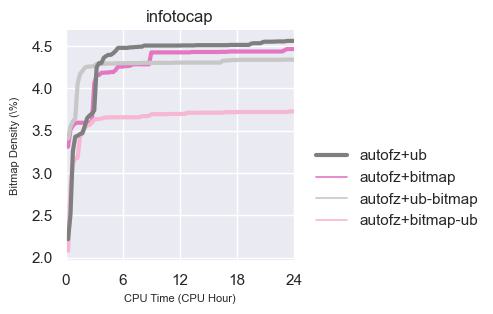 infotocap
4.5
4.0
3.5
3.0
2.5
2.0
Bitmap Density (\%)
0
6
12
18
24
CPU Time (CPU Hour)
autofz+ub
autofz+bitmap
autofz+ub-bitmap
autofz+bitmap-ub